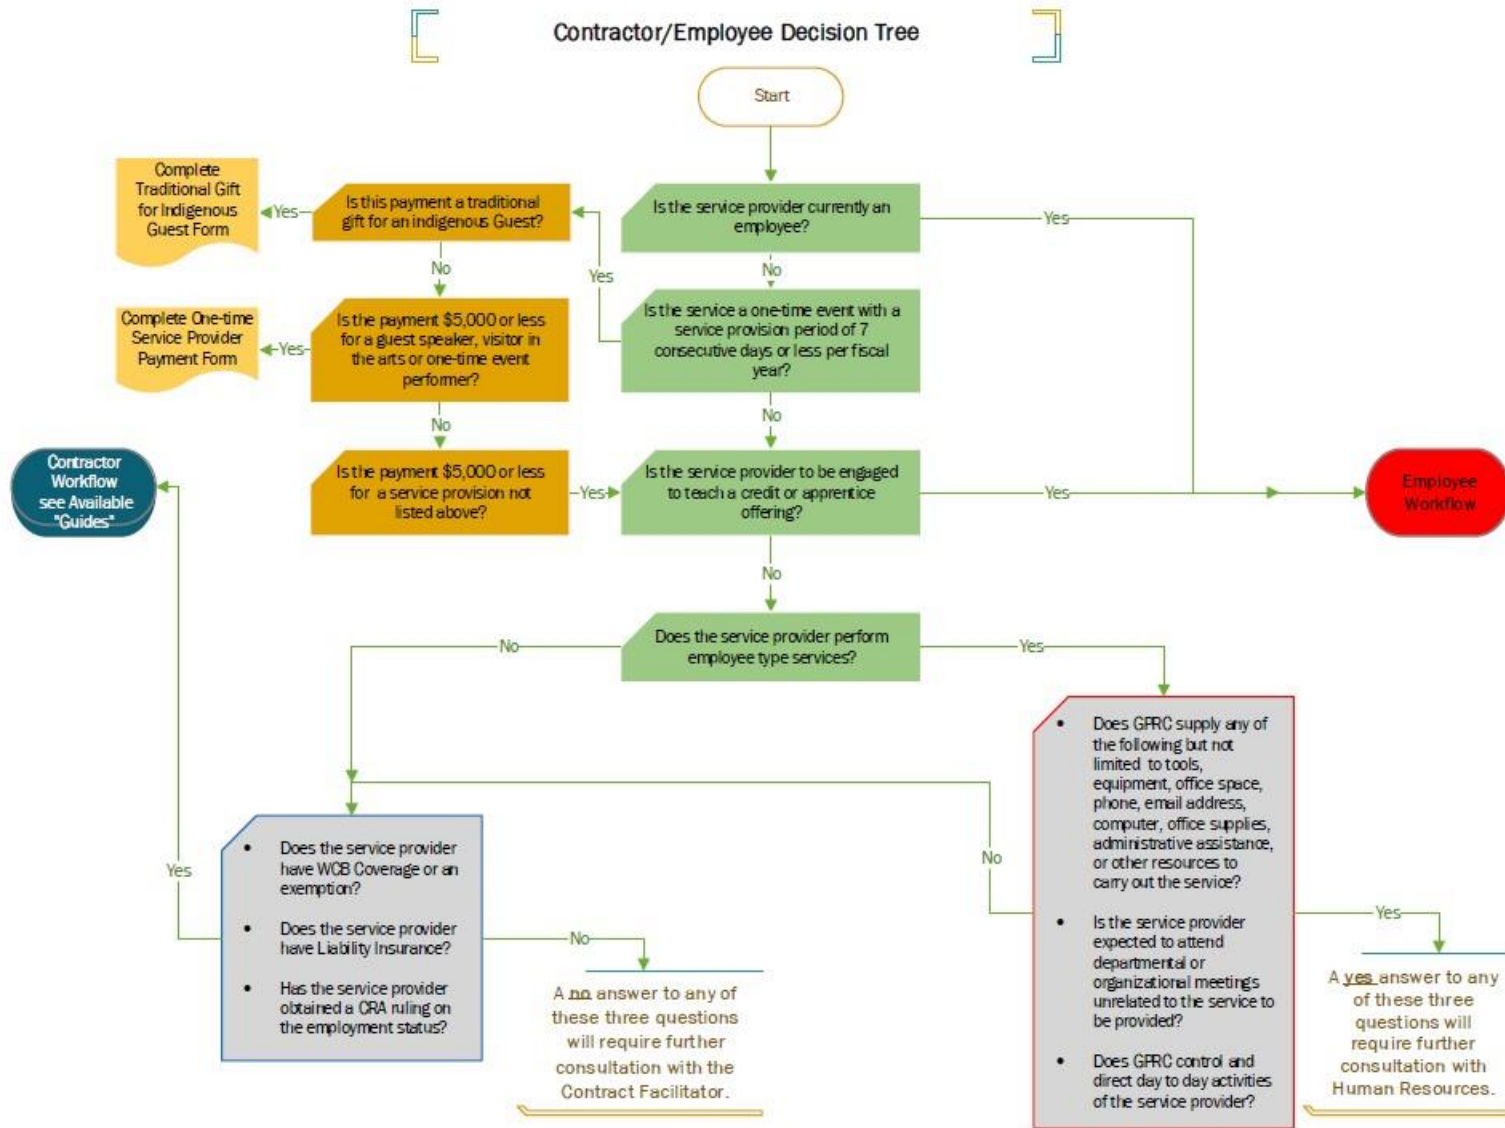 Contractor/Employee Decision Tree
Start
Complete
Traditional Gift
for Indigenous
Guest Form
Yes
Is this payment a traditional
gift for an indigenous Guest?
Yes
Is the service provider currently an
employee?
Yes
No
No
Complete One-time
Service Provider
Payment Form
Yes
Is the payment $5,000 or less
for a guest speaker, visitor in
the arts or one-time event
performer?
Is the service a one-time event with a
service provision period of 7
consecutive days or less per fiscal
year?
No
No
Contractor
Workflow
see Available
"Guides"
Is the payment $5,000 or less
for a service provision not
listed above?
Yes
Is the service provider to be engaged
to teach a credit or apprentice
offering?
Yes
Employee
Workflow
No
No
Does the service provider perform
employee type services?
Yes
Yes
• Does the service provider
have WCB Coverage or an
exemption?
• Does the service provider
have Liability Insurance?
• Has the service provider
obtained a CRA ruling on
the employment status?
No
A no answer to any of
these three questions
will require further
consultation with the
Contract Facilitator.
No
• Does GPRC supply any of
the following but not
limited to tools,
equipment, office space,
phone, email address,
computer, office supplies,
administrative assistance,
or other resources to
carry out the service?
• Is the service provider
expected to attend
departmental or
organizational meetings
unrelated to the service to
be provided?
• Does GPRC control and
direct day to day activities
of the service provider?
Yes
A yes answer to any
of these three
questions will
require further
consultation with
Human Resources.